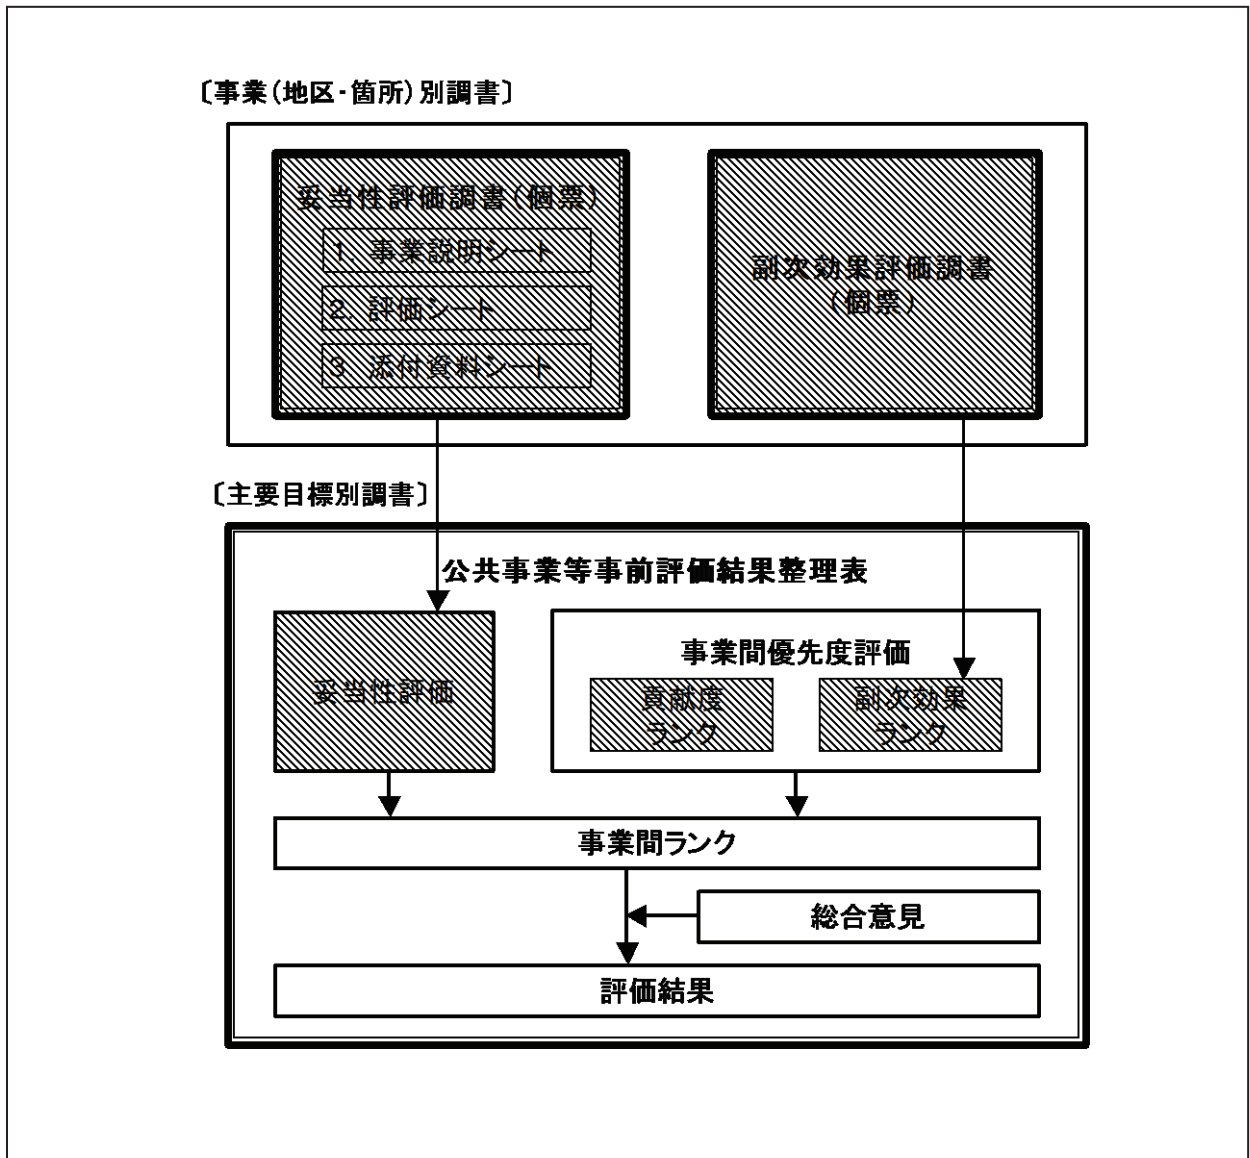 〔事業(地区・箇所)別調書〕
妥当性評価調書(個票)
1. 事業説明シート
2. 評価シート
3. 添付資料シート
副次効果評価調書
(個票)
〔主要目標別調書〕
公共事業等事前評価結果整理表
妥当性評価
事業間優先度評価
貢献度
ランク
副次効果
ランク
事業間ランク
総合意見
評価結果